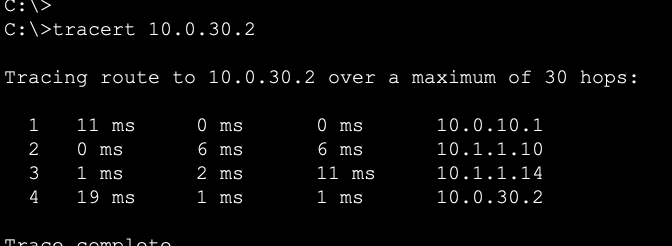 C:\>
C:\>tracert 10.0.30.2
Tracing route to 10.0.30.2 over a maximum of 30 hops:
1 11 ms 0 ms 0 ms 10.0.10.1
2 0 ms 6 ms 6 ms 10.1.1.10
3 1 ms 2 ms 11 ms 10.1.1.14
4 19 ms 1 ms 1 ms 10.0.30.2
Trace complete